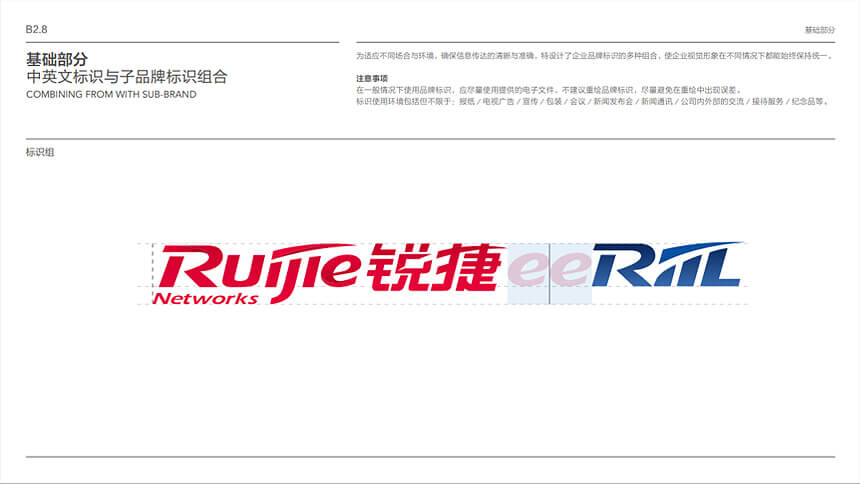 B2.8
基础部分
基础部分
中英文标识与子品牌标识组合
COMBINING FROM WITH SUB-BRAND
为适应不同场合与环境，确保信息传达的清晰与准确，特设计了企业品牌标识的多种组合，使企业视觉形象在不同情况下都能始终保持统一。
注意事项
在一般情况下使用品牌标识，应尽量使用提供的电子文件，不建议重绘品牌标识，尽量避免在重绘中出现误差。
标识使用环境包括但不限于：报纸 / 电视广告 / 宣传 / 包装 / 会议 / 新闻发布会 / 新闻通讯 / 公司内外部的交流 / 接待服务 / 纪念品等。
标识组
Ruijie 锐捷 ee RIIL
Networks